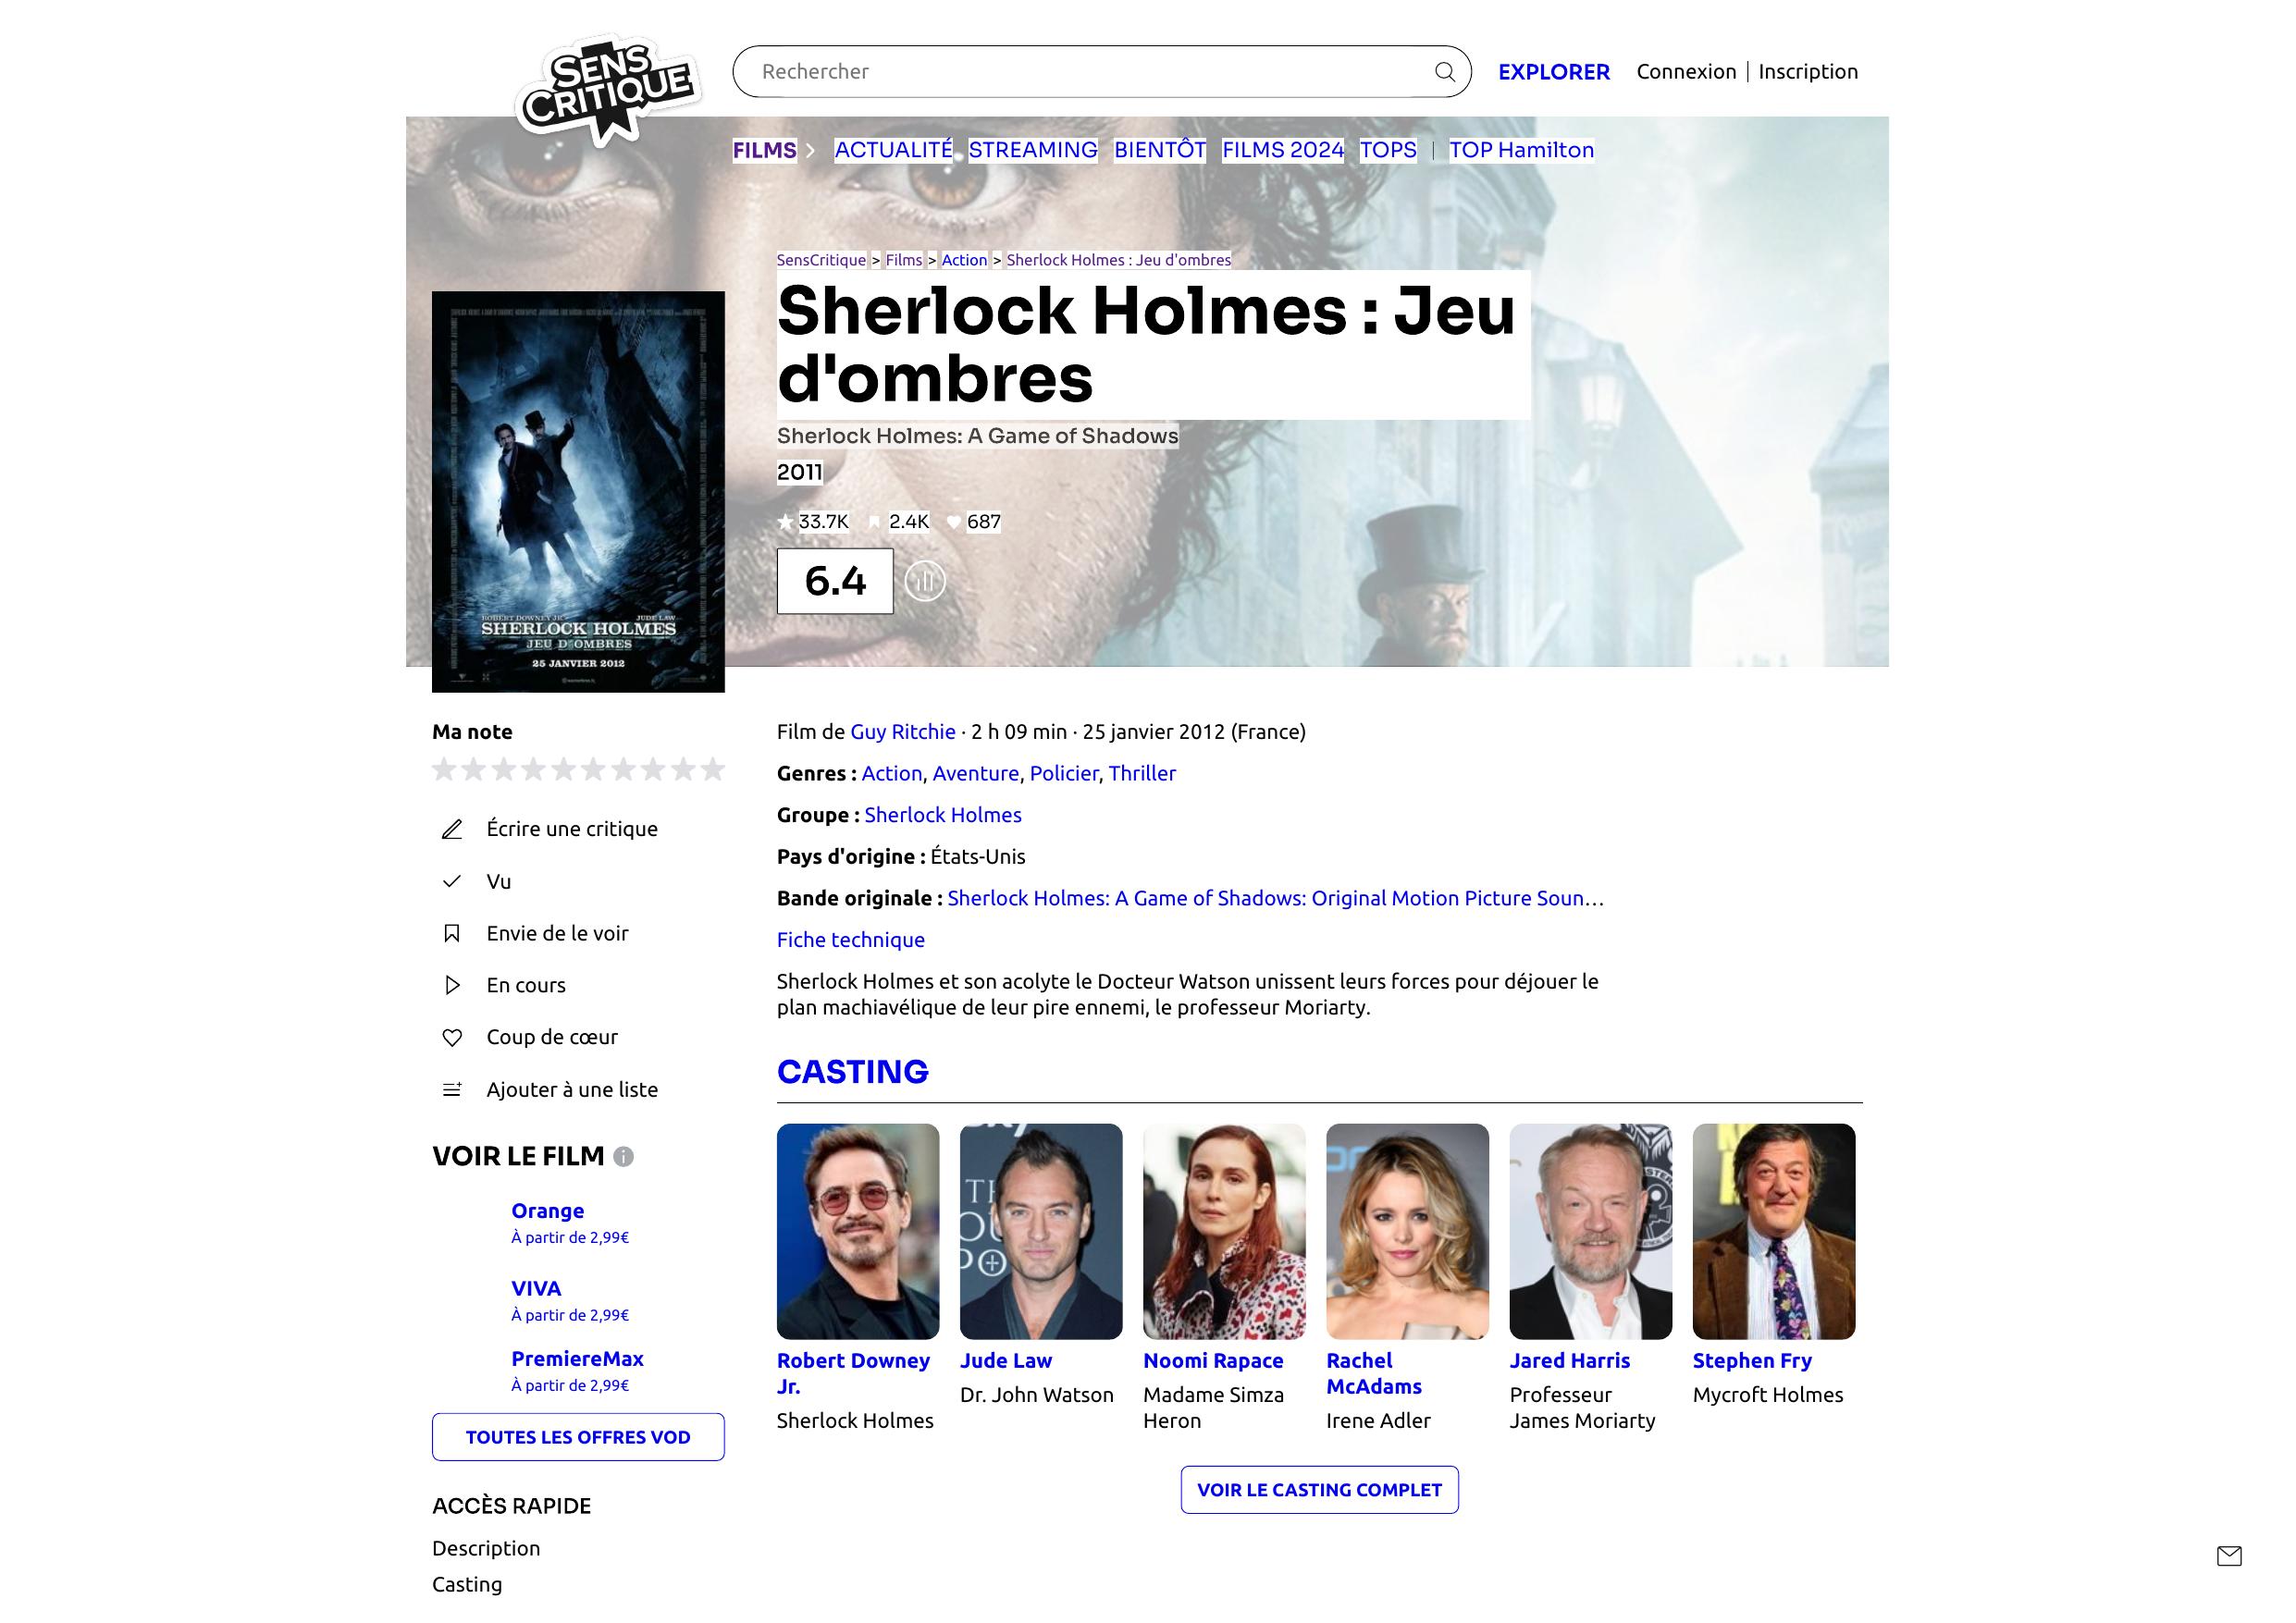 SENS
CRITIQUE
Rechercher
EXPLORER
Connexion | Inscription
FILMS
ACTUALITÉ STREAMING BIENTÔT FILMS 2024 TOPS | TOP Hamilton
SensCritique > Films > Action > Sherlock Holmes : Jeu d'ombres
Sherlock Holmes : Jeu
d'ombres
Sherlock Holmes: A Game of Shadows
2011
33.7K 2.4K 687
6.4
ROBERT DOWNEY JR. JUDE LAW
SHERLOCK HOLMES
JEU D'OMBRES
25 JANVIER 2012
Ma note
Écrire une critique
Vu
Envie de le voir
En cours
Coup de cœur
Ajouter à une liste
VOIR LE FILM
Orange
À partir de 2,99€
VIVA
À partir de 2,99€
PremiereMax
À partir de 2,99€
TOUTES LES OFFRES VOD
ACCÈS RAPIDE
Description
Casting
Film de Guy Ritchie · 2 h 09 min · 25 janvier 2012 (France)
Genres : Action, Aventure, Policier, Thriller
Groupe : Sherlock Holmes
Pays d'origine : États-Unis
Bande originale : Sherlock Holmes: A Game of Shadows: Original Motion Picture Soun…
Fiche technique
Sherlock Holmes et son acolyte le Docteur Watson unissent leurs forces pour déjouer le
plan machiavélique de leur pire ennemi, le professeur Moriarty.
CASTING
Robert Downey
Jr.
Sherlock Holmes
Jude Law
Dr. John Watson
Noomi Rapace
Madame Simza
Heron
Rachel
McAdams
Irene Adler
Jared Harris
Professeur
James Moriarty
Stephen Fry
Mycroft Holmes
VOIR LE CASTING COMPLET